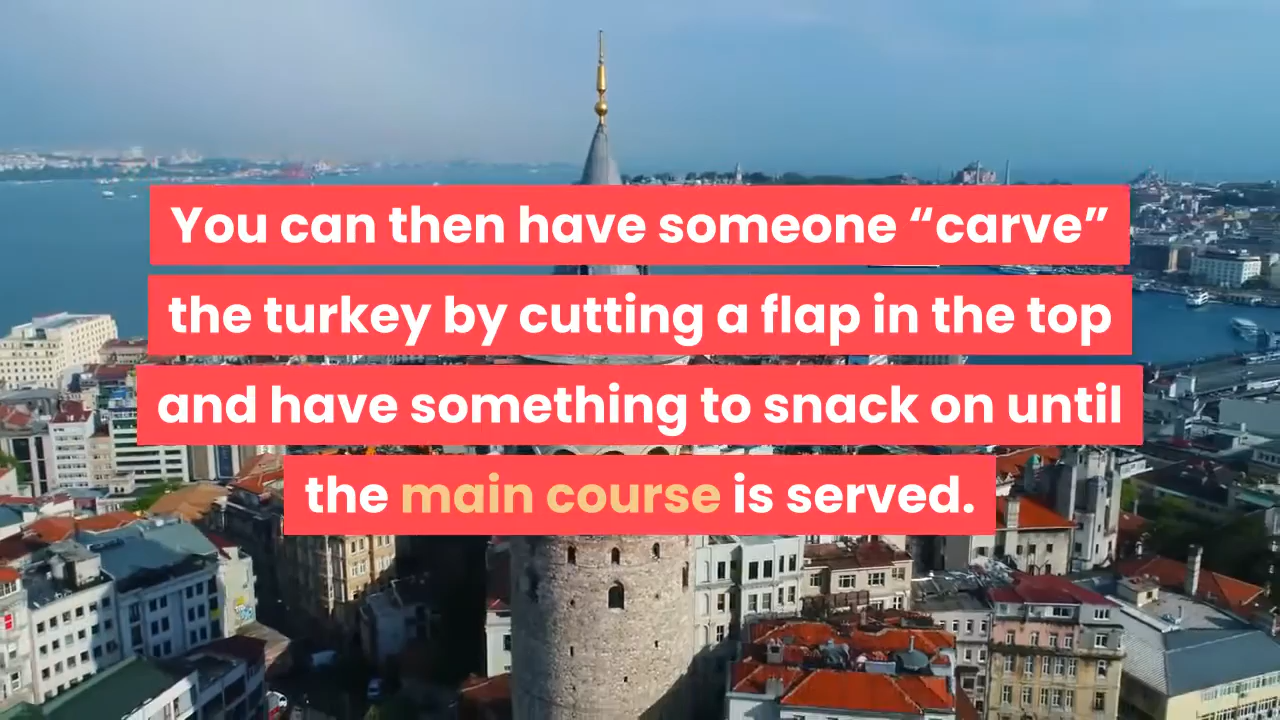 You can then have someone “carve”
the turkey by cutting a flap in the top
and have something to snack on until
the main course is served.